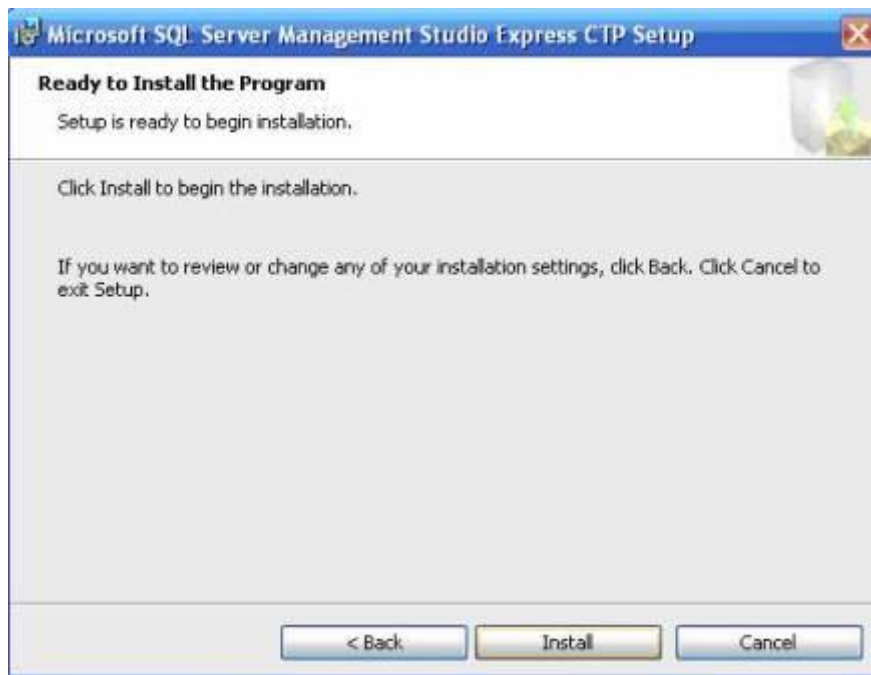 Microsoft SQL Server Management Studio Express CTP Setup
Ready to Install the Program
Setup is ready to begin installation.
Click Install to begin the installation.
If you want to review or change any of your installation settings, click Back. Click Cancel to
exit Setup.
< Back
Install
Cancel